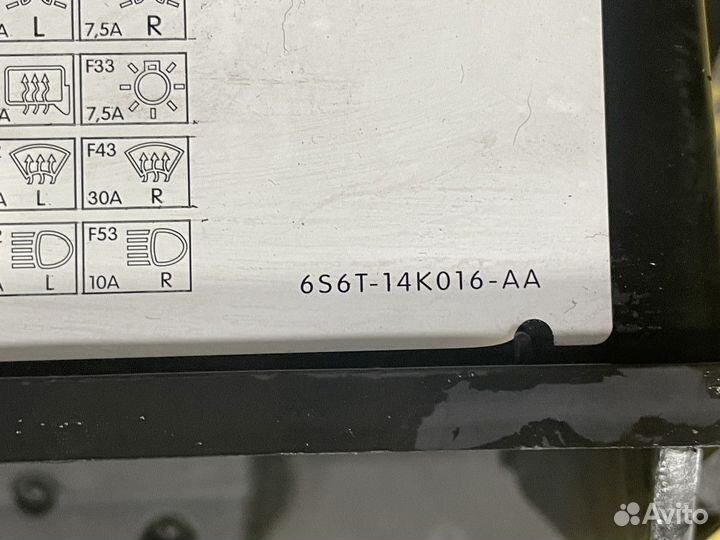 A L 7,5A R
F33
A 7,5A
F43
A L 30A R
F53
A L 10A R
6S6T-14K016-AA
Avito